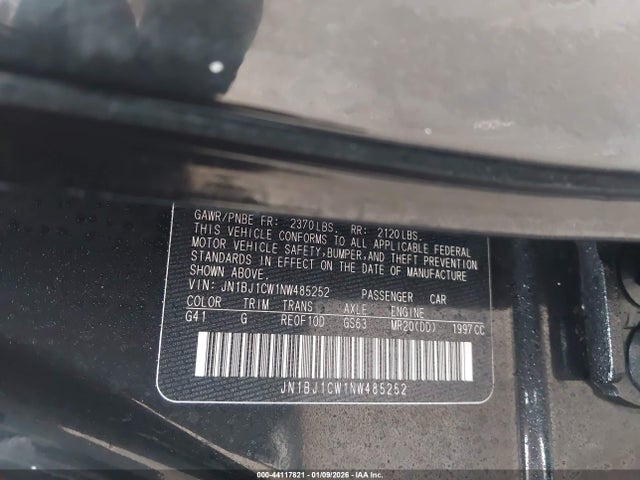 GAWR/PNBE FR: 2370LBS, RR: 2120LBS.
THIS VEHICLE CONFORMS TO ALL APPLICABLE FEDERAL
MOTOR VEHICLE SAFETY,BUMPER,AND THEFT PREVENTION
STANDARDS IN EFFECT ON THE DATE OF MANUFACTURE
SHOWN ABOVE.
VIN: JN1BJ1CW1NW485252 PASSENGER CAR
COLOR TRIM TRANS AXLE ENGINE
G41 G RE0F10D GS63 MR20(DD) 1997CC
JN1BJ1CW1NW485252
000-44117821 - 01/09/2026 - IAAI.com